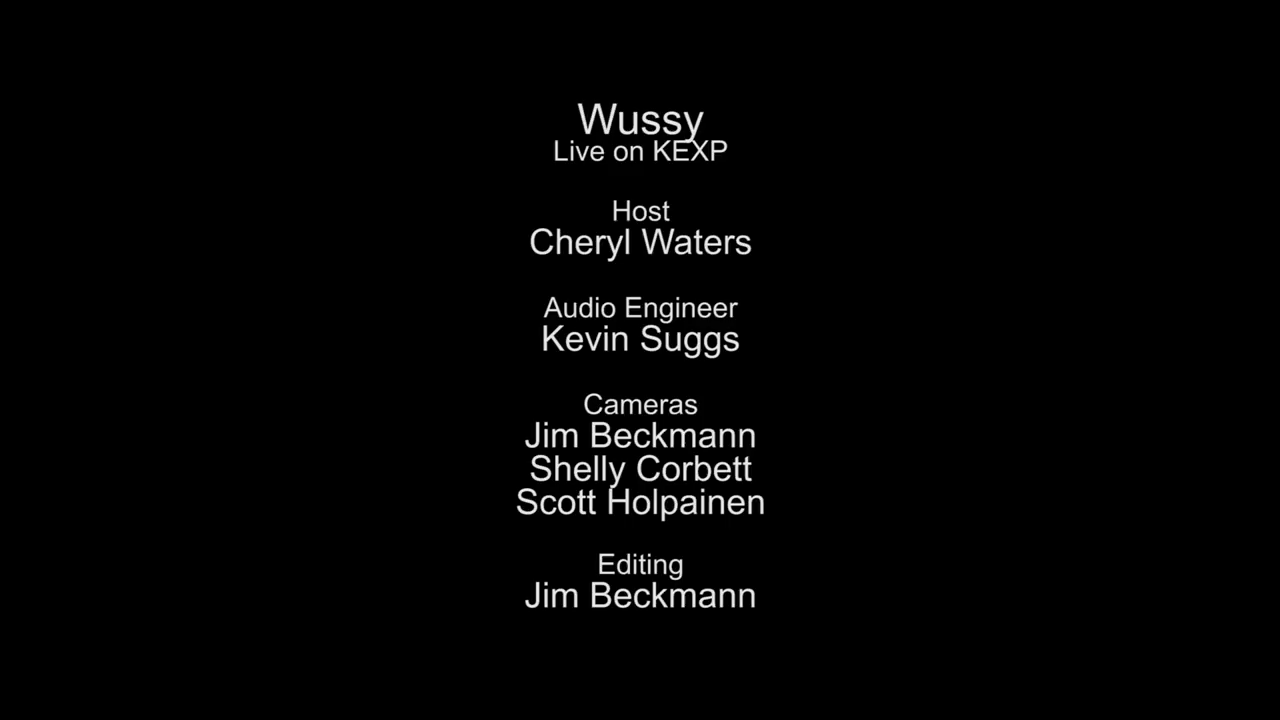 Wussy
Live on KEXP
Host
Cheryl Waters
Audio Engineer
Kevin Suggs
Cameras
Jim Beckmann
Shelly Corbett
Scott Holpainen
Editing
Jim Beckmann